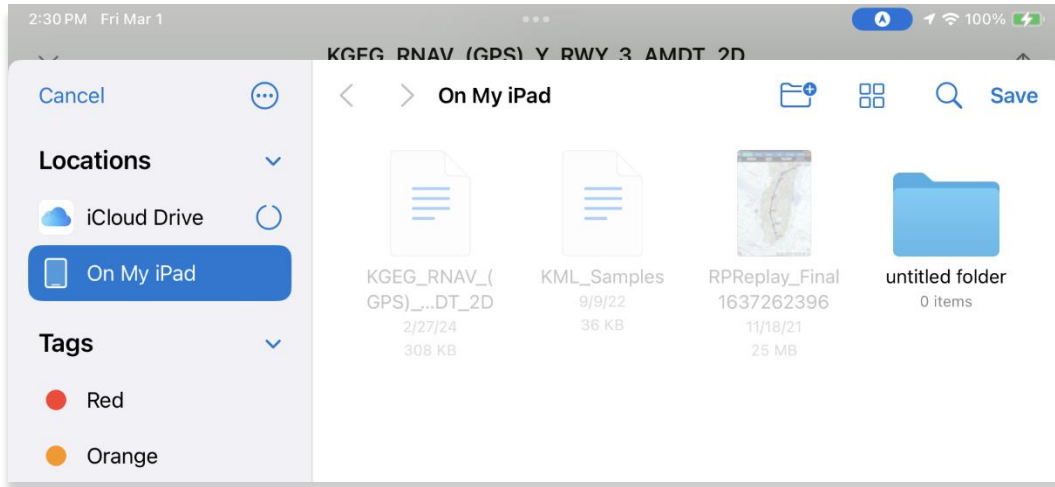 2:30 PM Fri Mar 1
100%
KGEG_RNAV_(GPS)_Y_RWY_3_AMDT_2D
Cancel
On My iPad
Save
Locations
iCloud Drive
On My iPad
Tags
Red
Orange
KGEG_RNAV_(
GPS)_...DT_2D
2/27/24
308 KB
KML_Samples
9/9/22
36 KB
RPReplay_Final
1637262396
11/18/21
25 MB
untitled folder
0 items